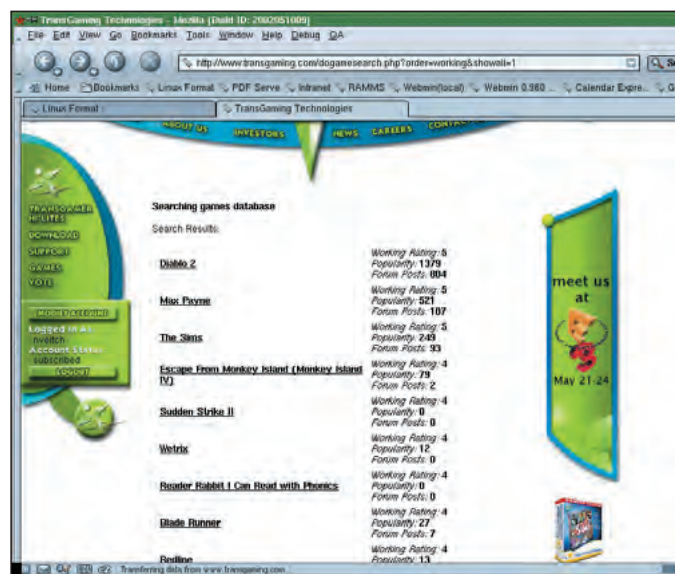 TransGaming Technologies - Mozilla {Build ID: 2002051009}
File Edit View Go Bookmarks Tools Window Help Debug QA
http://www.transgaming.com/dogamesearch.php?order=working&showall=1
Home Bookmarks Linux Format PDF Serve Intranet RAMMS Webmin(local) Webmin 0.960 ... Calendar Expre...
Linux Format : TransGaming Technologies
ABOUT US INVESTORS NEWS CAREERS
TRANSGAMER
HI'LITES
DOWNLOAD
SUPPORT
GAMES
VOTE
MODIFY ACCOUNT
Logged In As:
nveitch
Account Status
subscribed
LOGOUT
Searching games database
Search Results:
Diablo 2
Working Rating: 5
Popularity: 1379
Forum Posts: 804
Max Payne
Working Rating: 5
Popularity: 521
Forum Posts: 107
The Sims
Working Rating: 5
Popularity: 249
Forum Posts: 93
Escape From Monkey Island (Monkey Island
IV)
Working Rating: 4
Popularity: 79
Forum Posts: 2
Sudden Strike II
Working Rating: 4
Popularity: 0
Forum Posts: 0
Wetrix
Working Rating: 4
Popularity: 12
Forum Posts: 0
Reader Rabbit I Can Read with Phonics
Working Rating: 4
Popularity: 0
Forum Posts: 0
Blade Runner
Working Rating: 4
Popularity: 27
Forum Posts: 7
Redline
Working Rating: 4
Popularity: 13
meet us
at
May 21-24
Transferring data from www.transgaming.com...